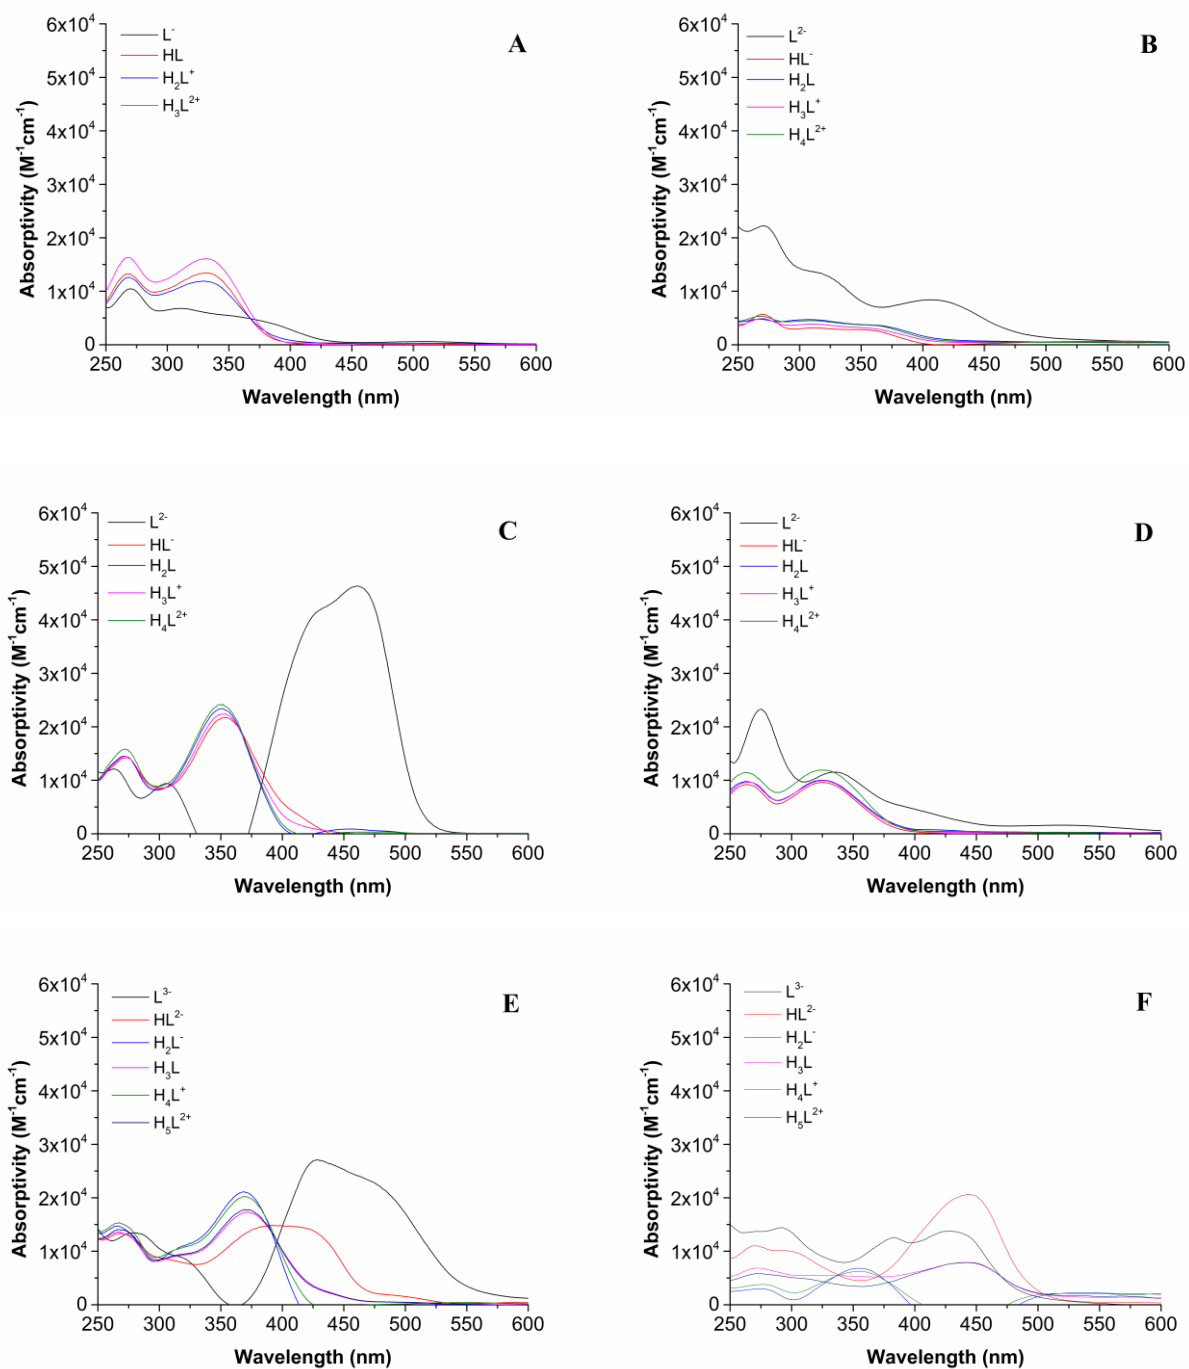 A
L⁻
HL
H₂L⁺
H₃L²⁺
6x10⁴
5x10⁴
4x10⁴
3x10⁴
2x10⁴
1x10⁴
0
250 300 350 400 450 500 550 600
Absorptivity (M⁻¹cm⁻¹)
Wavelength (nm)
B
L²⁻
HL⁻
H₂L
H₃L⁺
H₄L²⁺
6x10⁴
5x10⁴
4x10⁴
3x10⁴
2x10⁴
1x10⁴
0
250 300 350 400 450 500 550 600
Absorptivity (M⁻¹cm⁻¹)
Wavelength (nm)
C
L²⁻
HL⁻
H₂L
H₃L⁺
H₄L²⁺
6x10⁴
5x10⁴
4x10⁴
3x10⁴
2x10⁴
1x10⁴
0
250 300 350 400 450 500 550 600
Absorptivity (M⁻¹cm⁻¹)
Wavelength (nm)
D
L²⁻
HL⁻
H₂L
H₃L⁺
H₄L²⁺
6x10⁴
5x10⁴
4x10⁴
3x10⁴
2x10⁴
1x10⁴
0
250 300 350 400 450 500 550 600
Absorptivity (M⁻¹cm⁻¹)
Wavelength (nm)
E
L³⁻
HL²⁻
H₂L⁻
H₃L
H₄L⁺
H₅L²⁺
6x10⁴
5x10⁴
4x10⁴
3x10⁴
2x10⁴
1x10⁴
0
250 300 350 400 450 500 550 600
Absorptivity (M⁻¹cm⁻¹)
Wavelength (nm)
F
L³⁻
HL²⁻
H₂L⁻
H₃L
H₄L⁺
H₅L²⁺
6x10⁴
5x10⁴
4x10⁴
3x10⁴
2x10⁴
1x10⁴
0
250 300 350 400 450 500 550 600
Absorptivity (M⁻¹cm⁻¹)
Wavelength (nm)